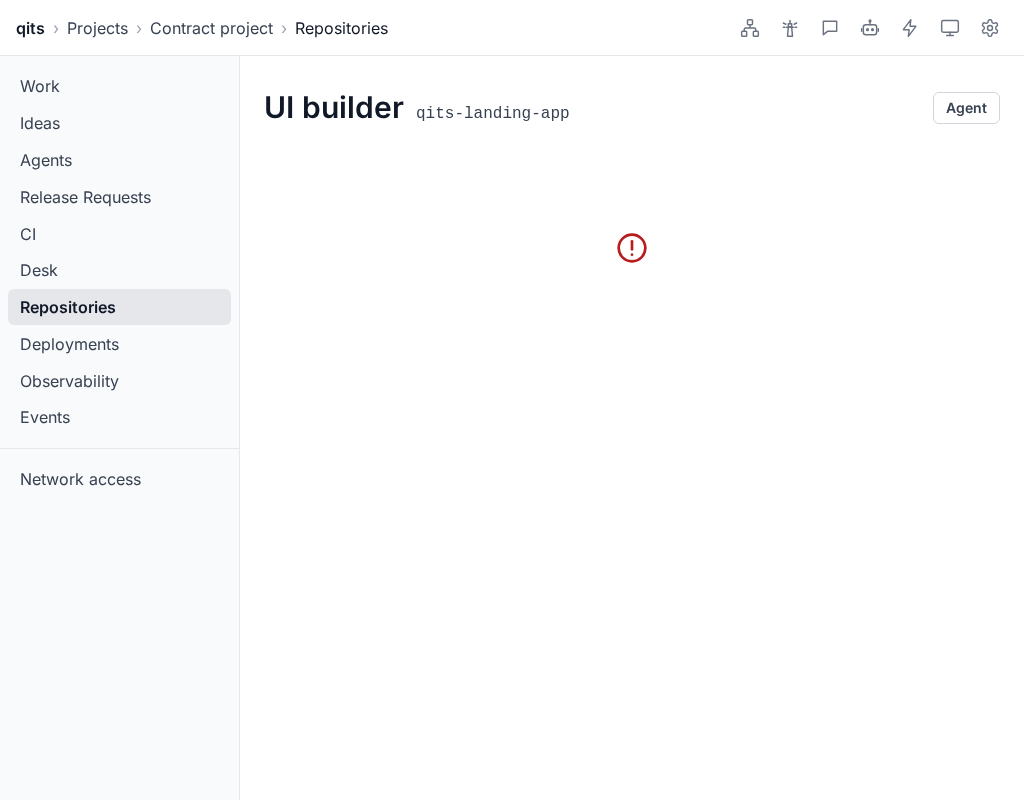 qits › Projects › Contract project › Repositories
Work
Ideas
Agents
Release Requests
CI
Desk
Repositories
Deployments
Observability
Events
Network access
UI builder qits-landing-app
Agent